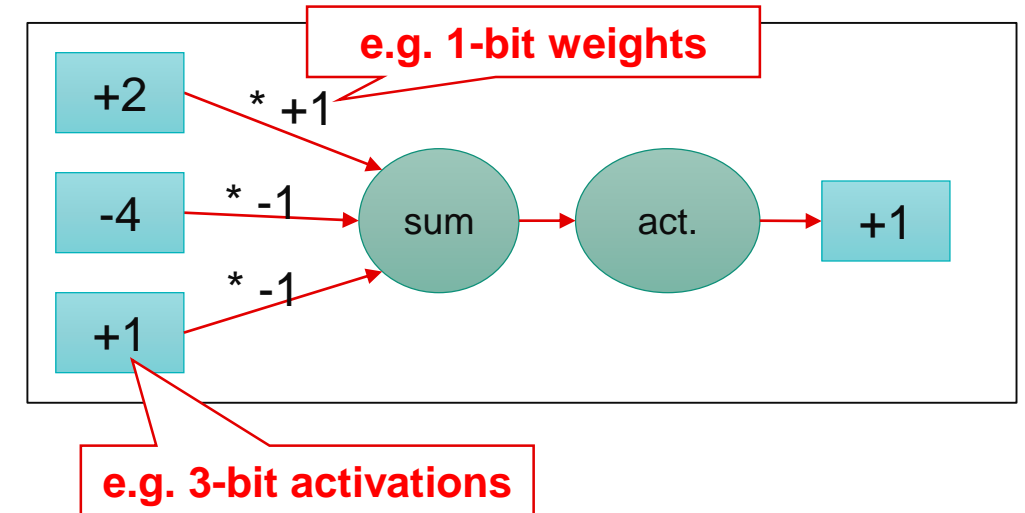 e.g. 1-bit weights
+2
* +1
-4
* -1
sum
act.
+1
* -1
+1
e.g. 3-bit activations